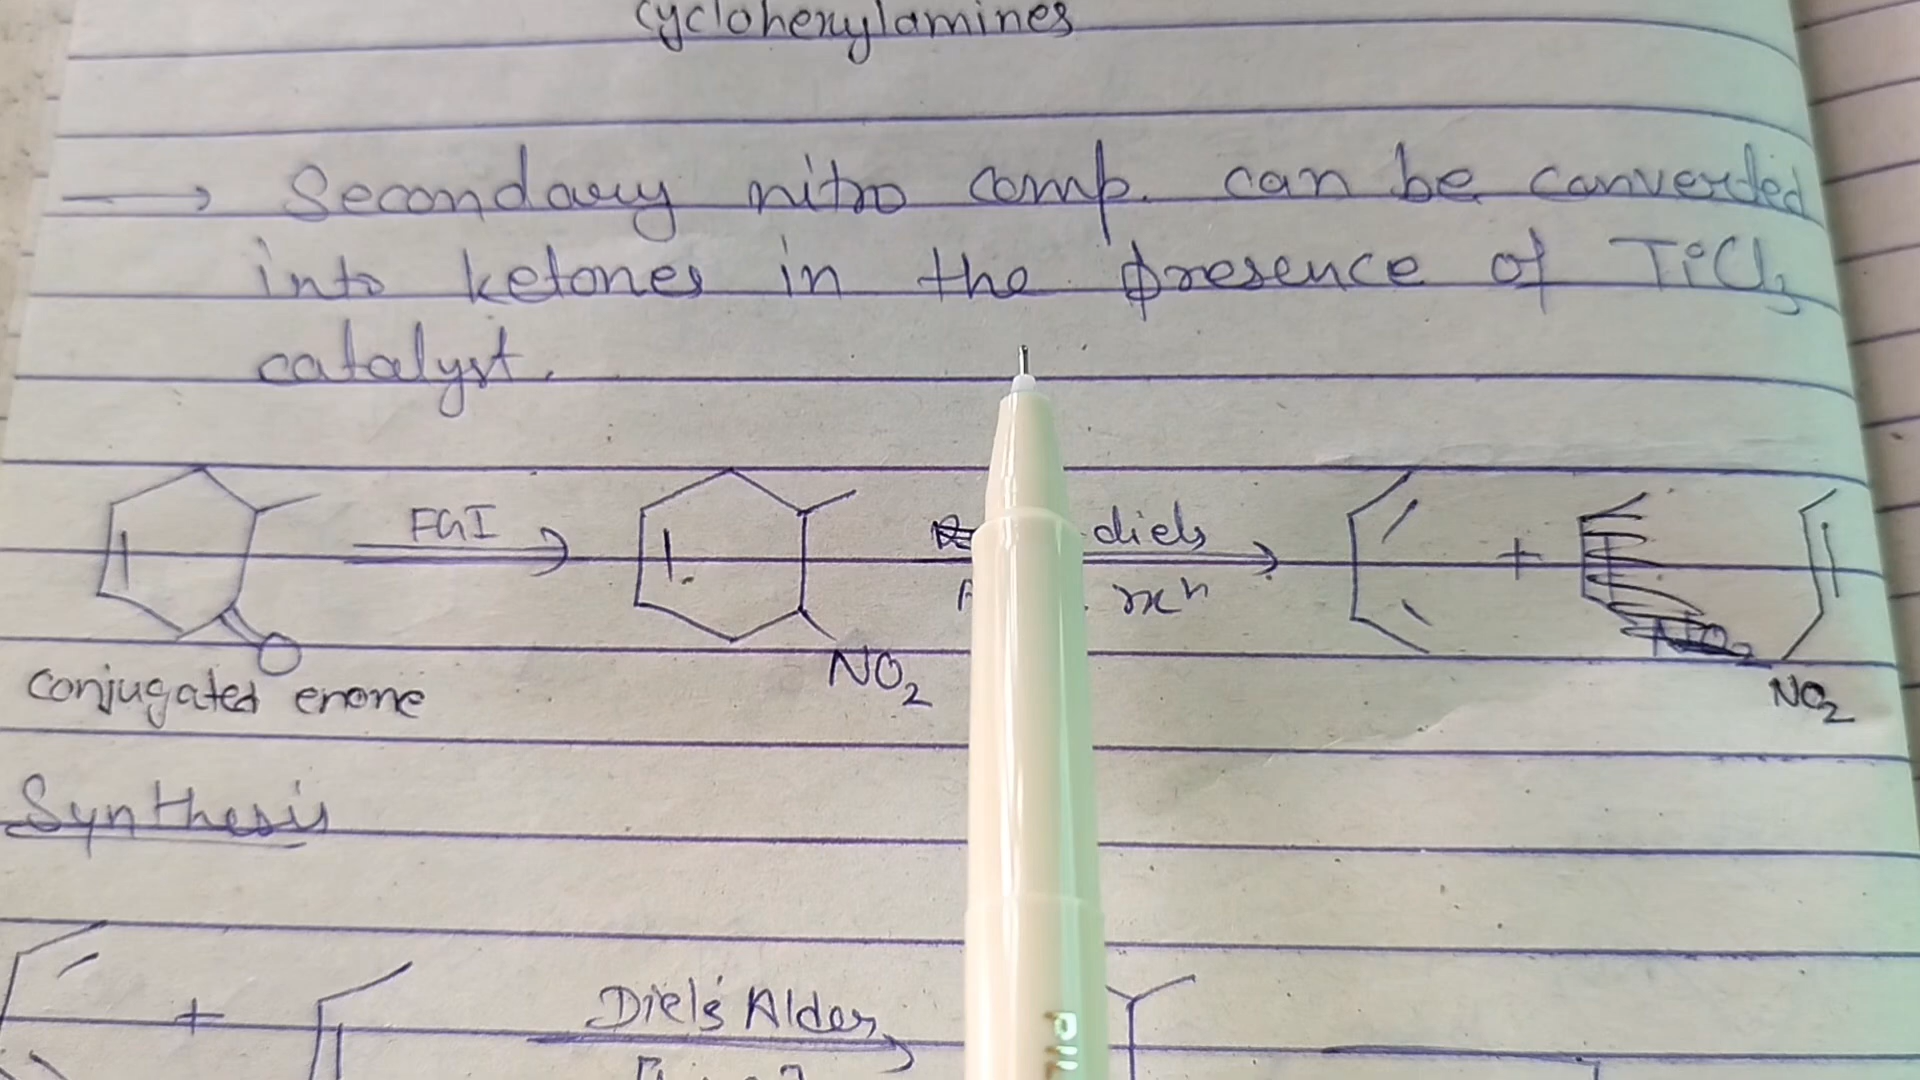 cyclohexylamines
→ Secondary nitro comp. can be converted
into ketones in the presence of TiCl3
catalyst.
FGI
diels
rxn
+
O
NO2
NO2
NO2
conjugated enone
Synthesis
+
Diels Alder